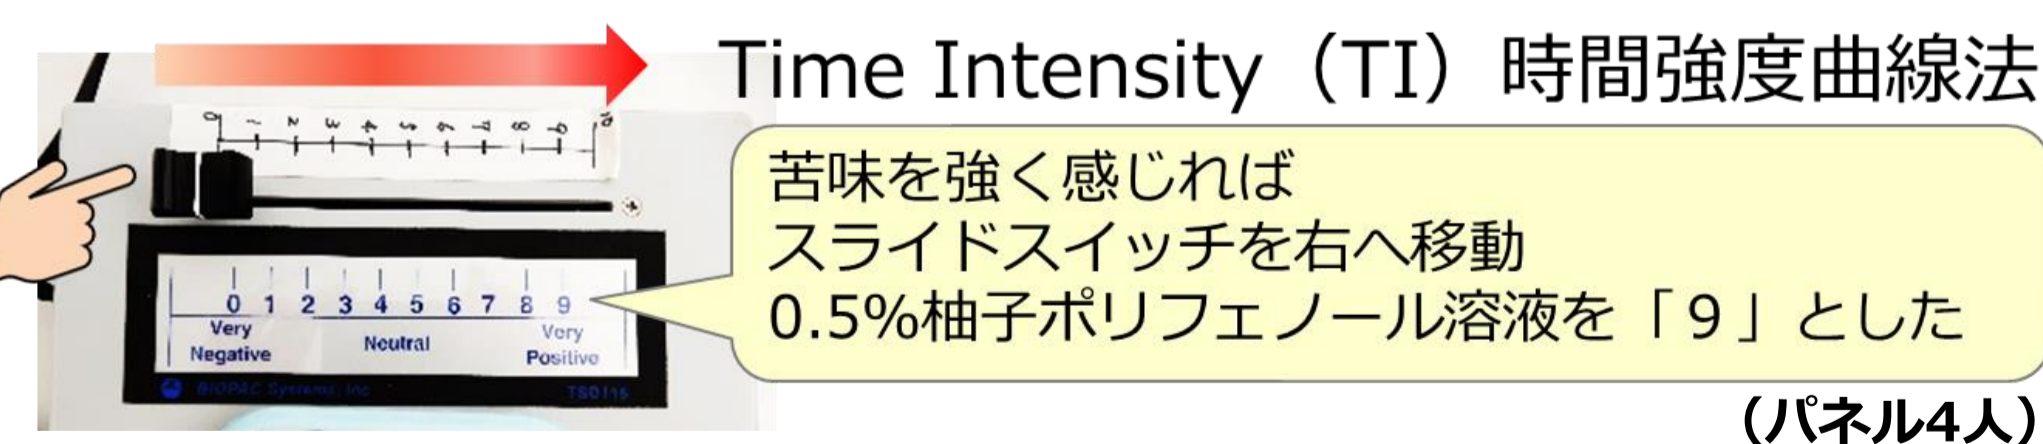 Time Intensity（TI）時間強度曲線法
0 1 2 3 4 5 6 7 8 9 10
苦味を強く感じれば
スライドスイッチを右へ移動
0.5%柚子ポリフェノール溶液を「９」とした
0 1 2 3 4 5 6 7 8 9
Very Negative
Neutral
Very Positive
BIOPAC Systems, Inc
TSD115
（パネル4人）